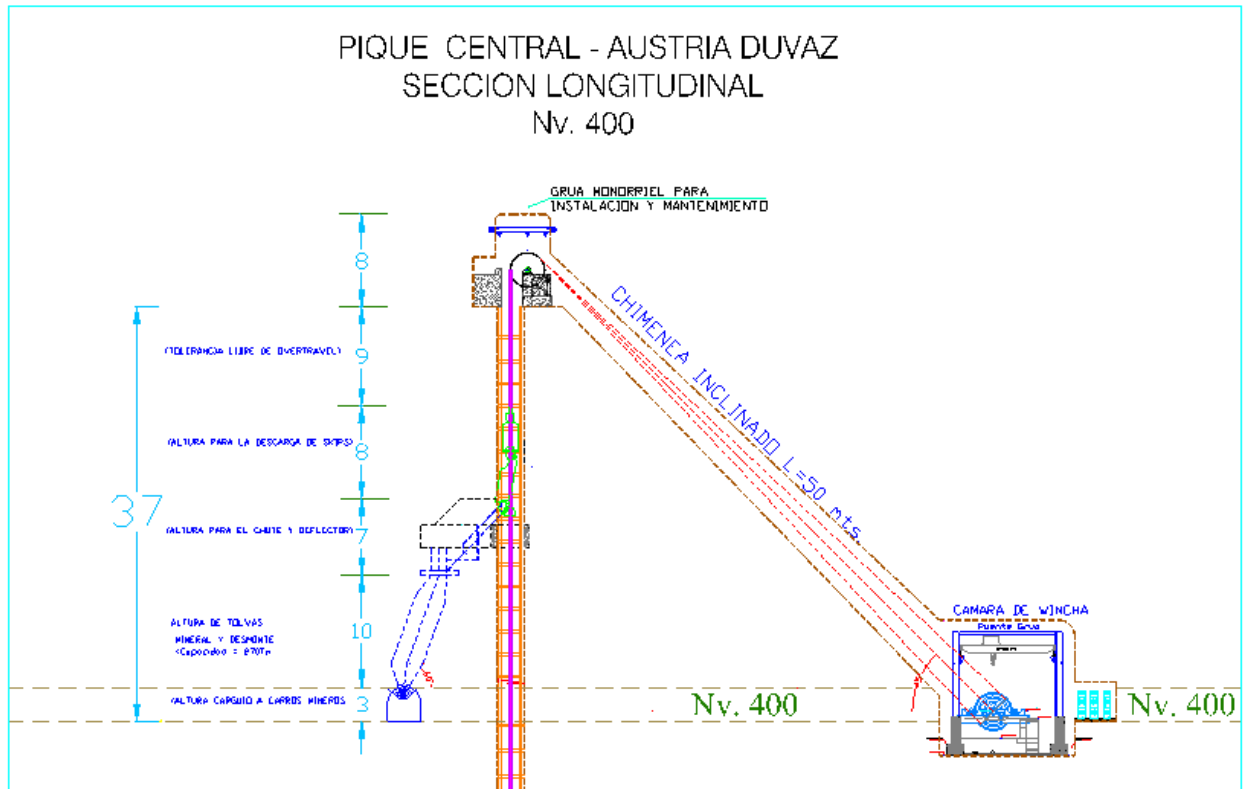 PIQUE CENTRAL - AUSTRIA DUVAZ
SECCION LONGITUDINAL
Nv. 400
GRUA MONORRIEL PARA
INSTALACION Y MANTENIMIENTO
8
(TOLERANCIA LIBRE DE OVERTRAVEL)
9
CHIMENEA INCLINADO L=50 mts.
(ALTURA PARA LA DESCARGA DE SKIPS)
8
37
(ALTURA PARA EL CHUTE Y DEFLECTOR)
7
ALTURA DE TOLVAS
MINERAL Y DESMONTE
10
CAMARA DE WINCHA
Puente Grua
(ALTURA CARGUIO A CARROS MINEROS
3
Nv. 400
Nv. 400